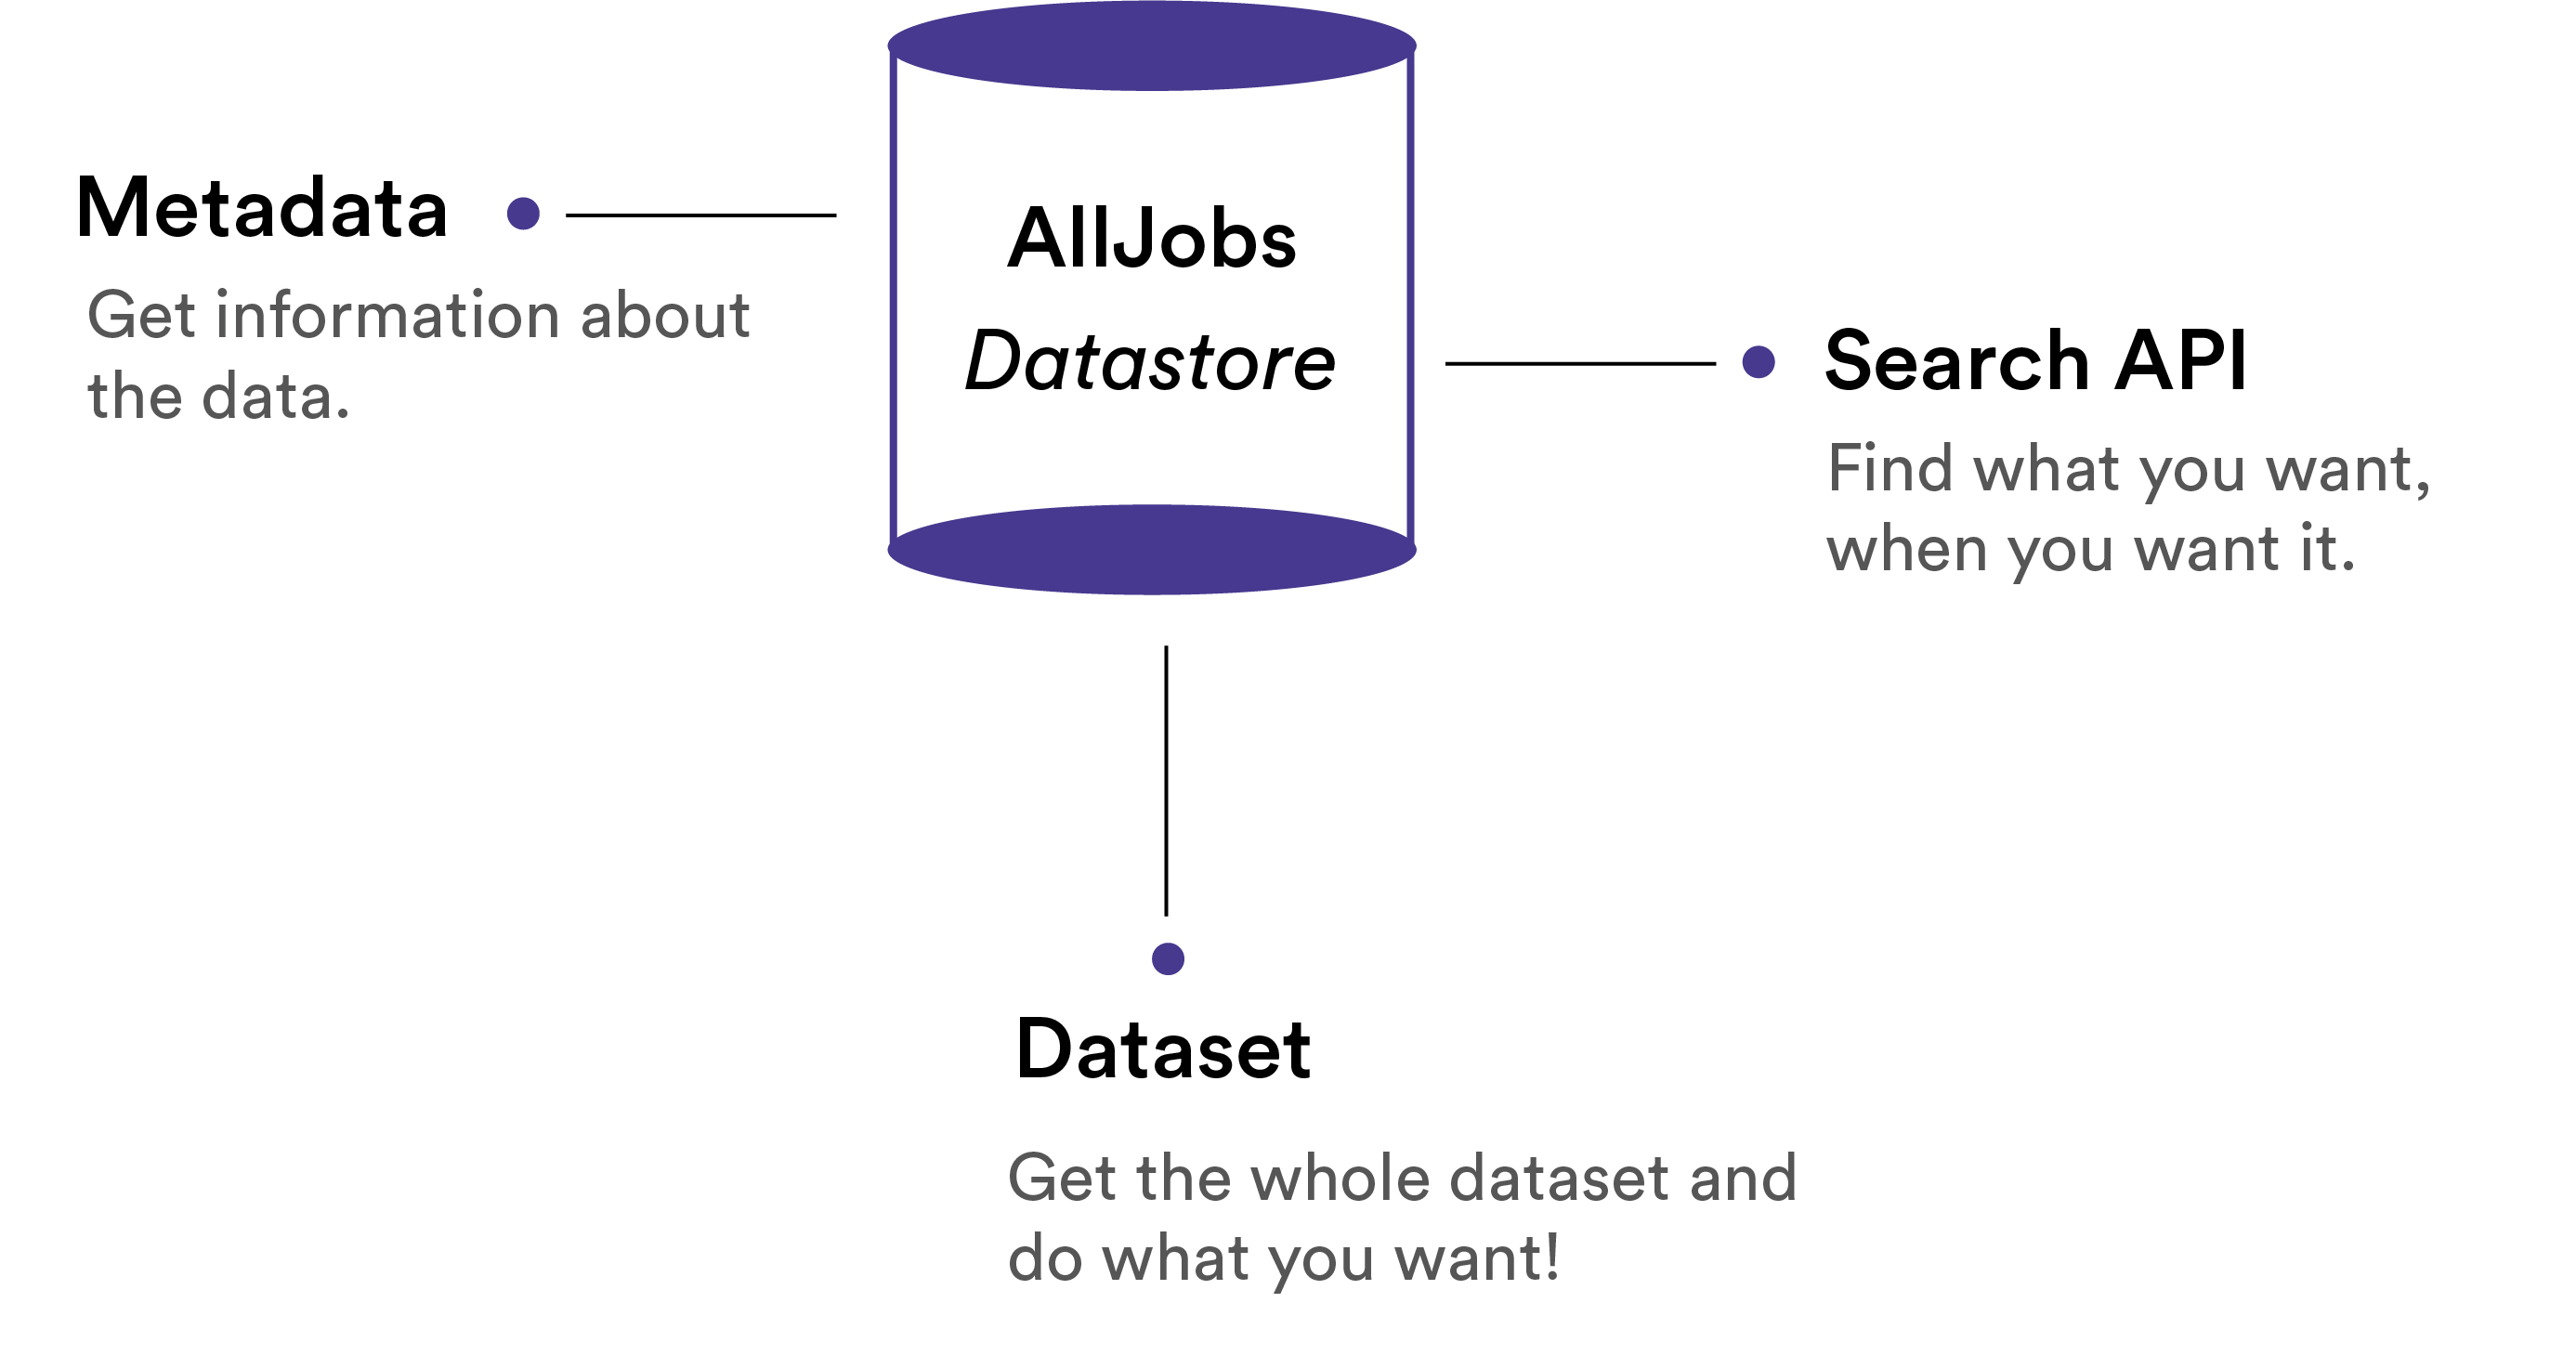 Metadata
Get information about
the data.
AllJobs
Datastore
Search API
Find what you want,
when you want it.
Dataset
Get the whole dataset and
do what you want!